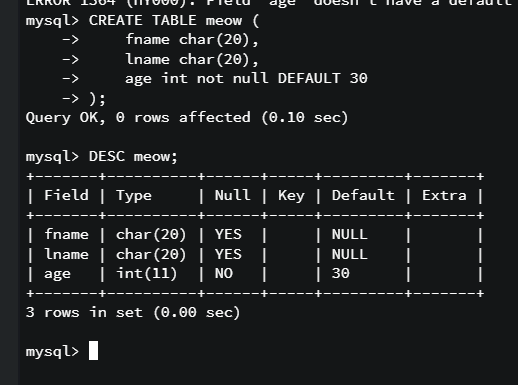 ERROR 1364 (HY000): Field 'age' doesn't have a default
mysql> CREATE TABLE meow (
    ->     fname char(20),
    ->     lname char(20),
    ->     age int not null DEFAULT 30
    -> );
Query OK, 0 rows affected (0.10 sec)

mysql> DESC meow;
+-------+----------+------+-----+---------+-------+
| Field | Type     | Null | Key | Default | Extra |
+-------+----------+------+-----+---------+-------+
| fname | char(20) | YES  |     | NULL    |       |
| lname | char(20) | YES  |     | NULL    |       |
| age   | int(11)  | NO   |     | 30      |       |
+-------+----------+------+-----+---------+-------+
3 rows in set (0.00 sec)

mysql>